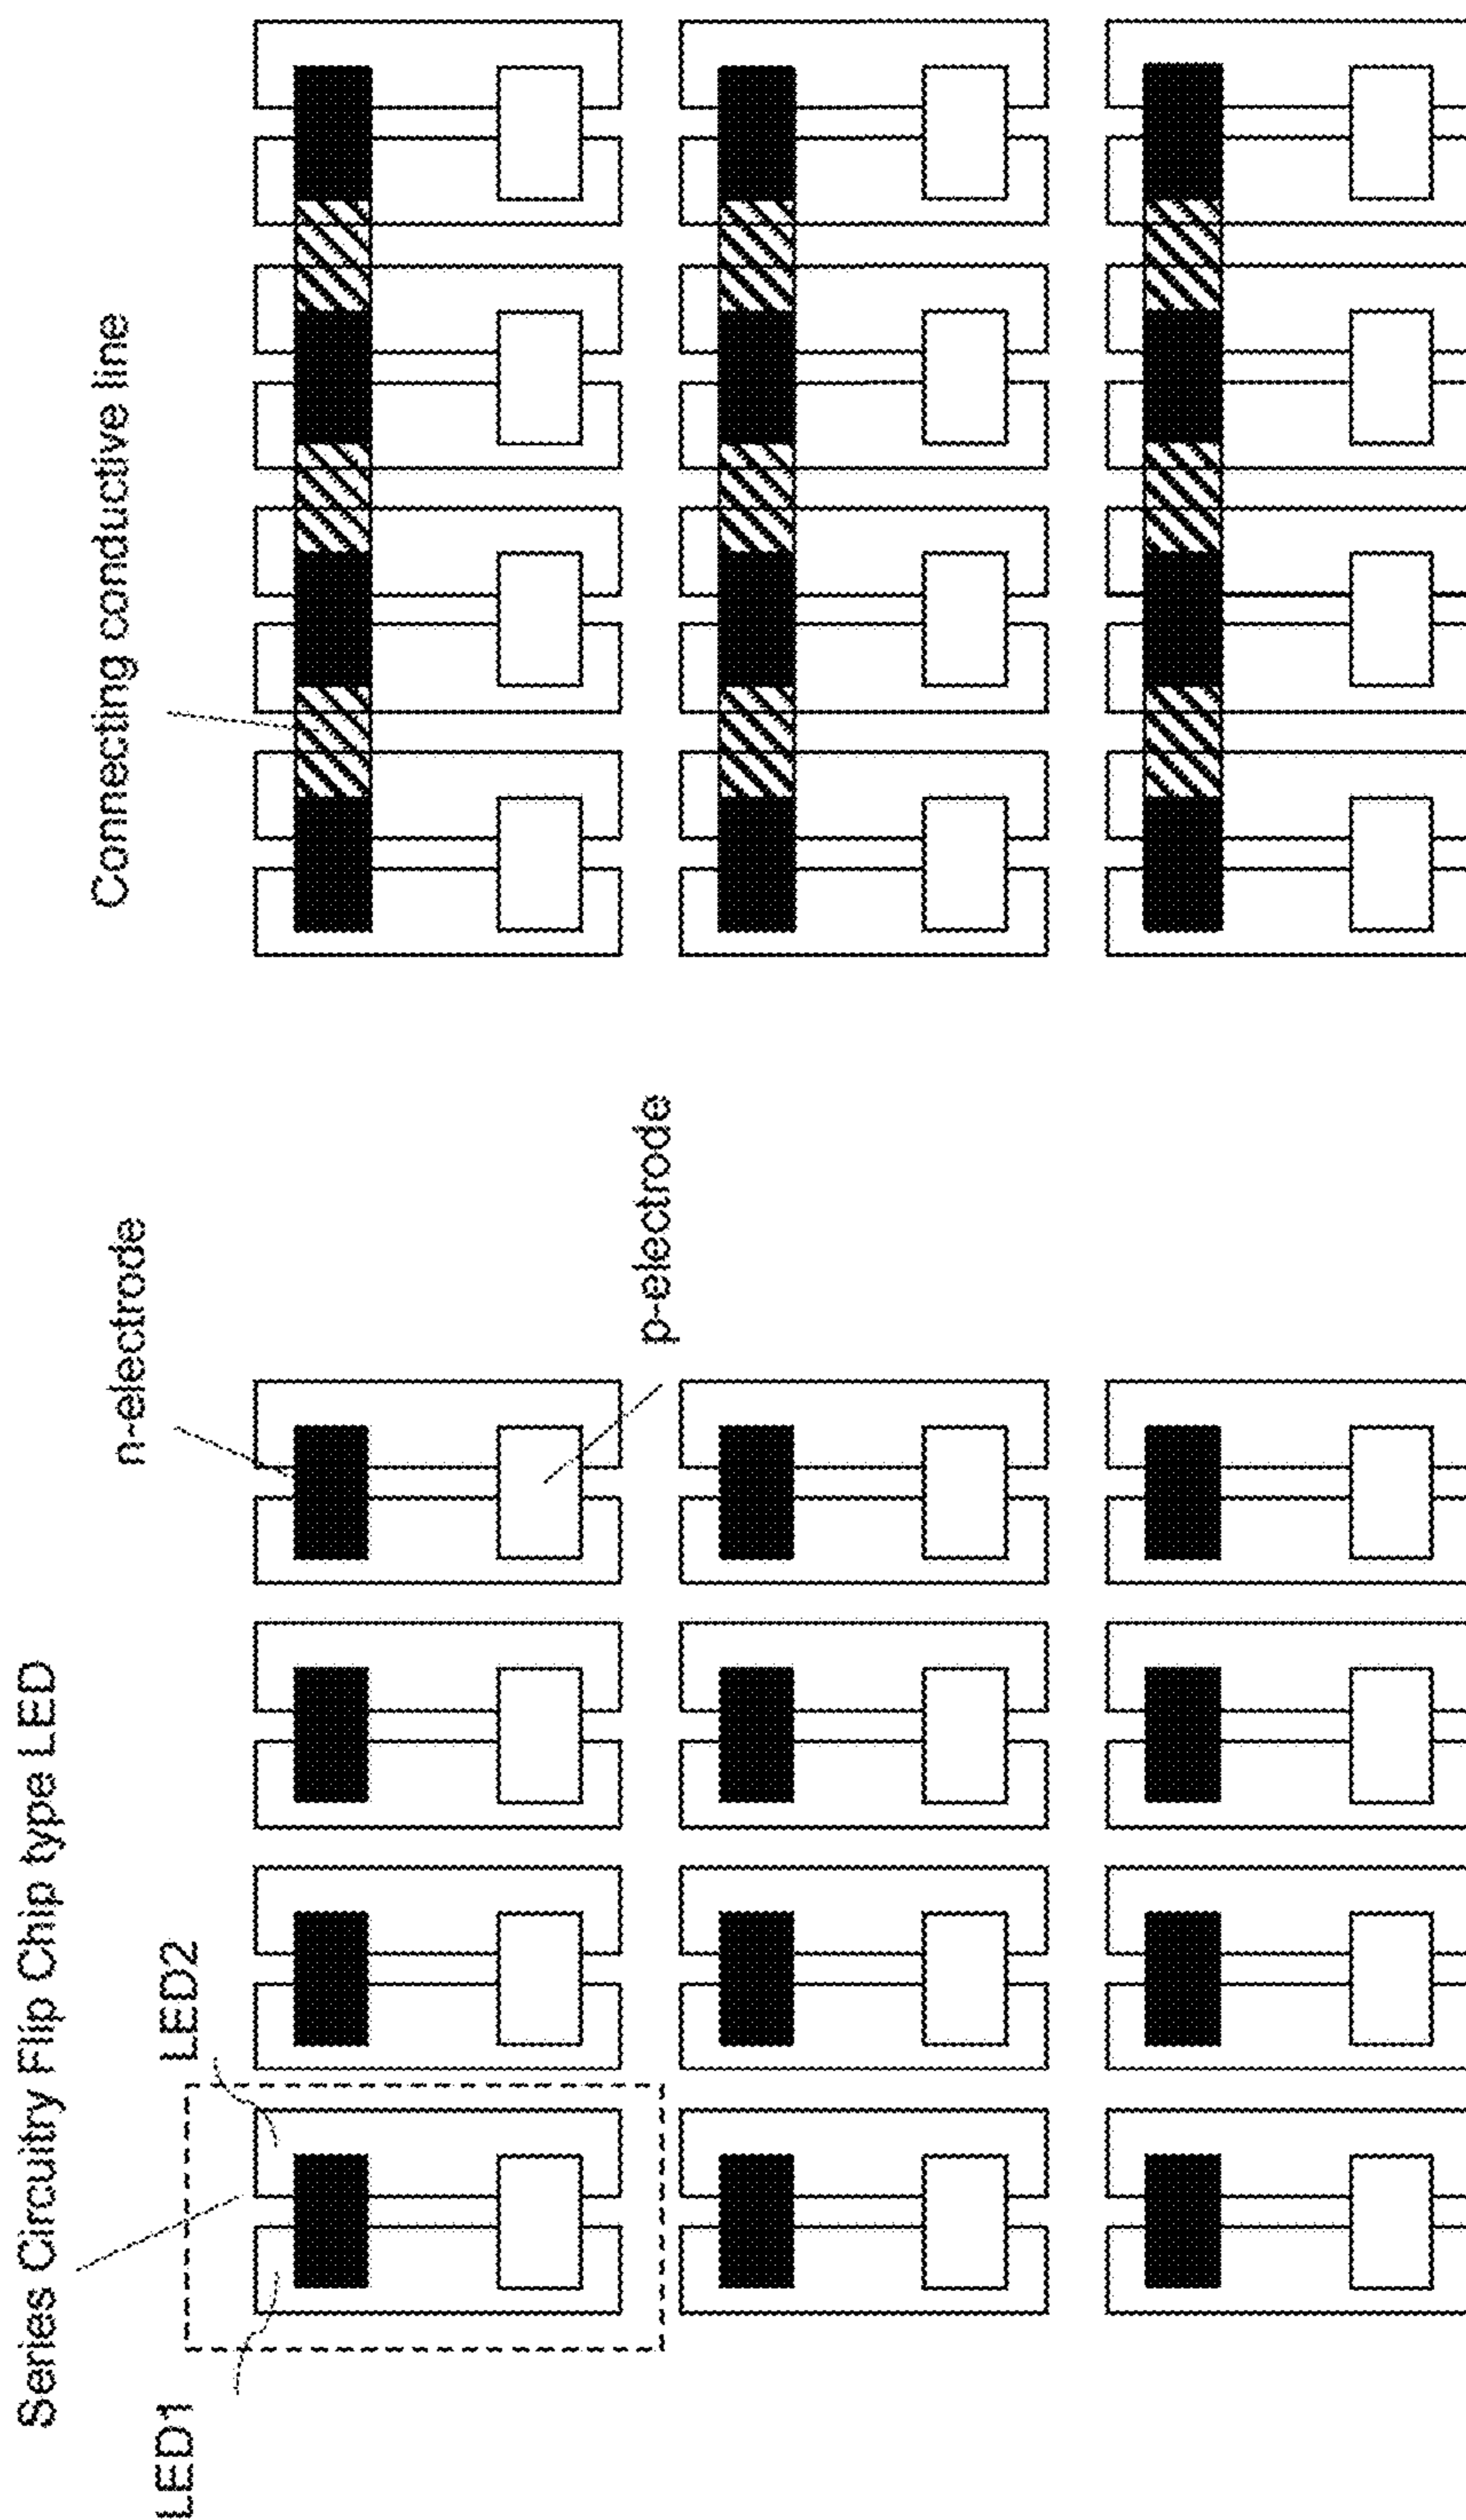 Series Circuitry Flip Chip type LED
LED1
LED2
n-electrode
p-electrode
Connecting conductive line